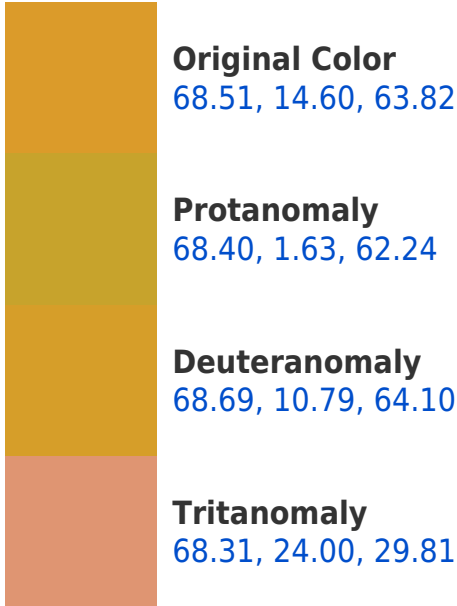 Original Color
68.51, 14.60, 63.82
Protanomaly
68.40, 1.63, 62.24
Deuteranomaly
68.69, 10.79, 64.10
Tritanomaly
68.31, 24.00, 29.81